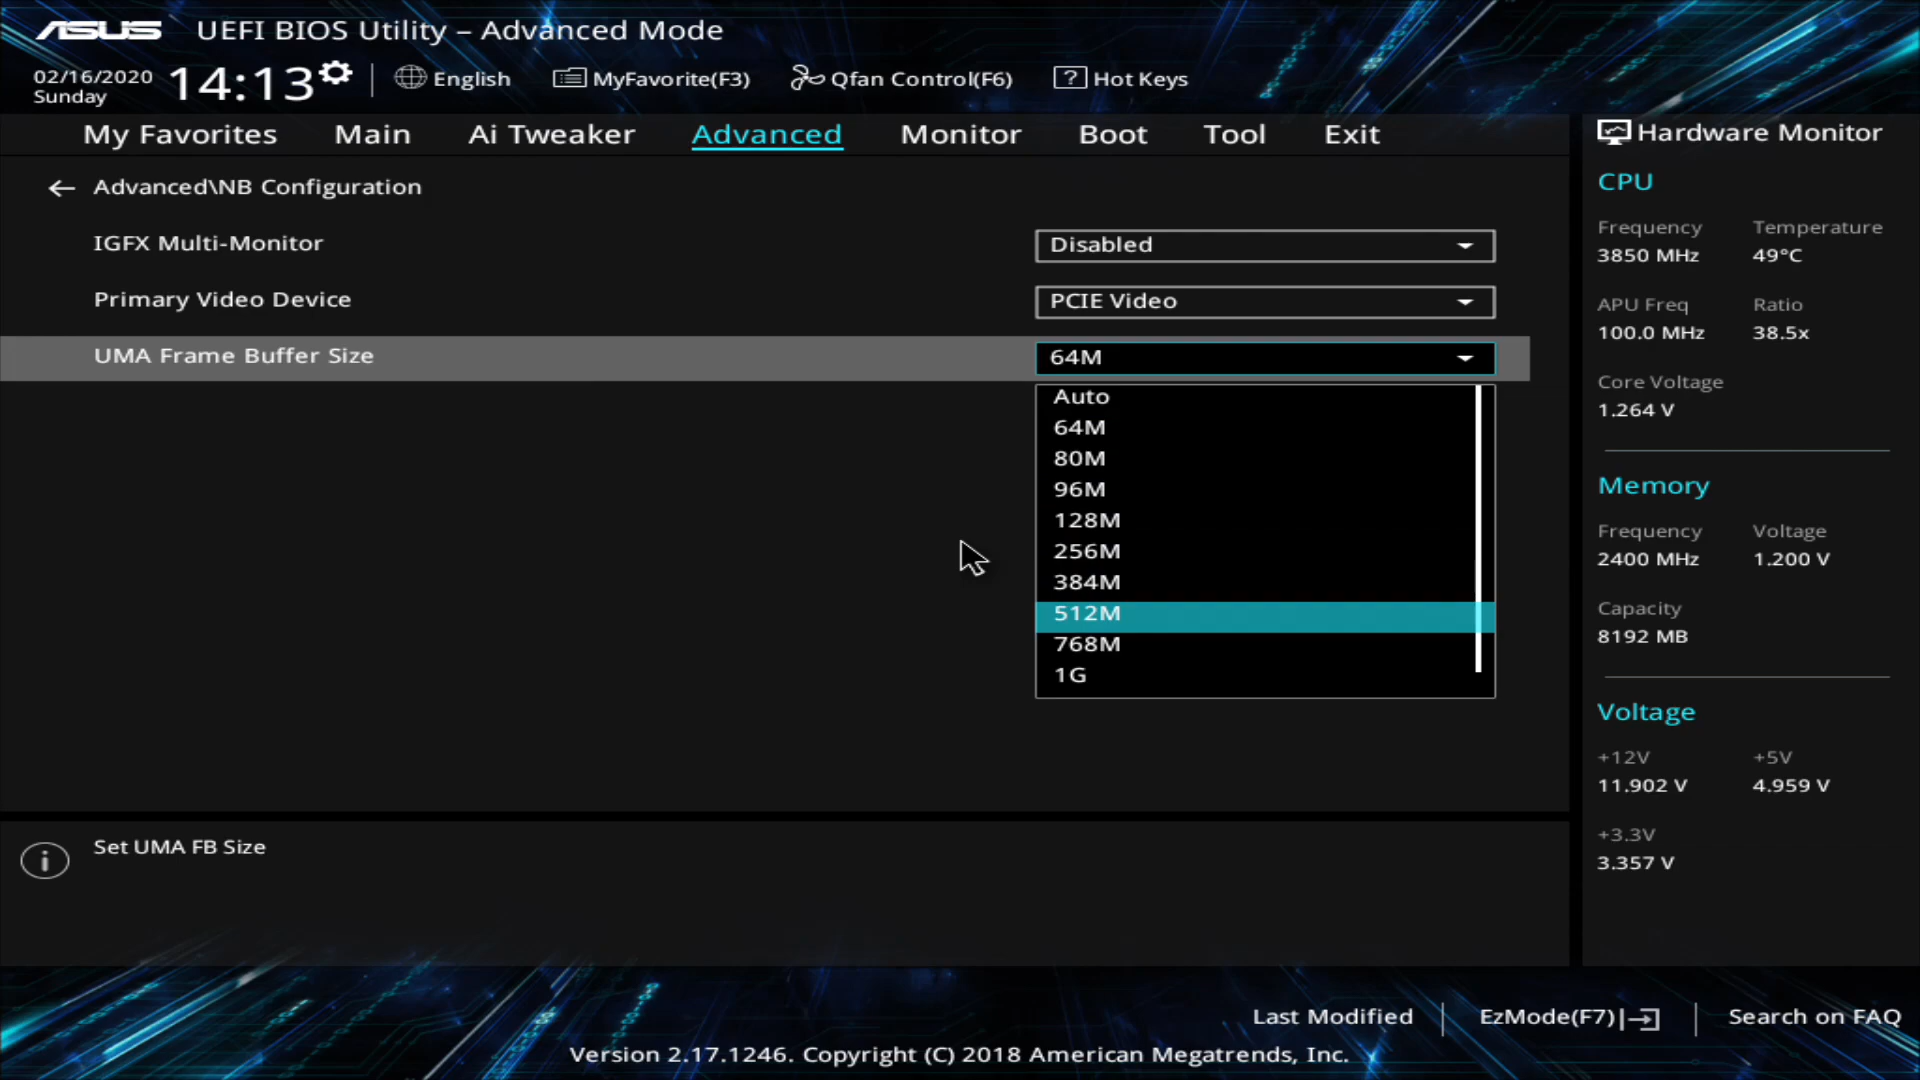 ASUS UEFI BIOS Utility – Advanced Mode
02/16/2020
Sunday
14:13
English
MyFavorite(F3)
Qfan Control(F6)
? Hot Keys
My Favorites Main Ai Tweaker Advanced Monitor Boot Tool Exit
← Advanced\NB Configuration
IGFX Multi-Monitor Disabled
Primary Video Device PCIE Video
UMA Frame Buffer Size 64M
Auto
64M
80M
96M
128M
256M
384M
512M
768M
1G
i Set UMA FB Size
Hardware Monitor
CPU
Frequency Temperature
3850 MHz 49°C
APU Freq Ratio
100.0 MHz 38.5x
Core Voltage
1.264 V
Memory
Frequency Voltage
2400 MHz 1.200 V
Capacity
8192 MB
Voltage
+12V +5V
11.902 V 4.959 V
+3.3V
3.357 V
Last Modified
EzMode(F7)
Search on FAQ
Version 2.17.1246. Copyright (C) 2018 American Megatrends, Inc.